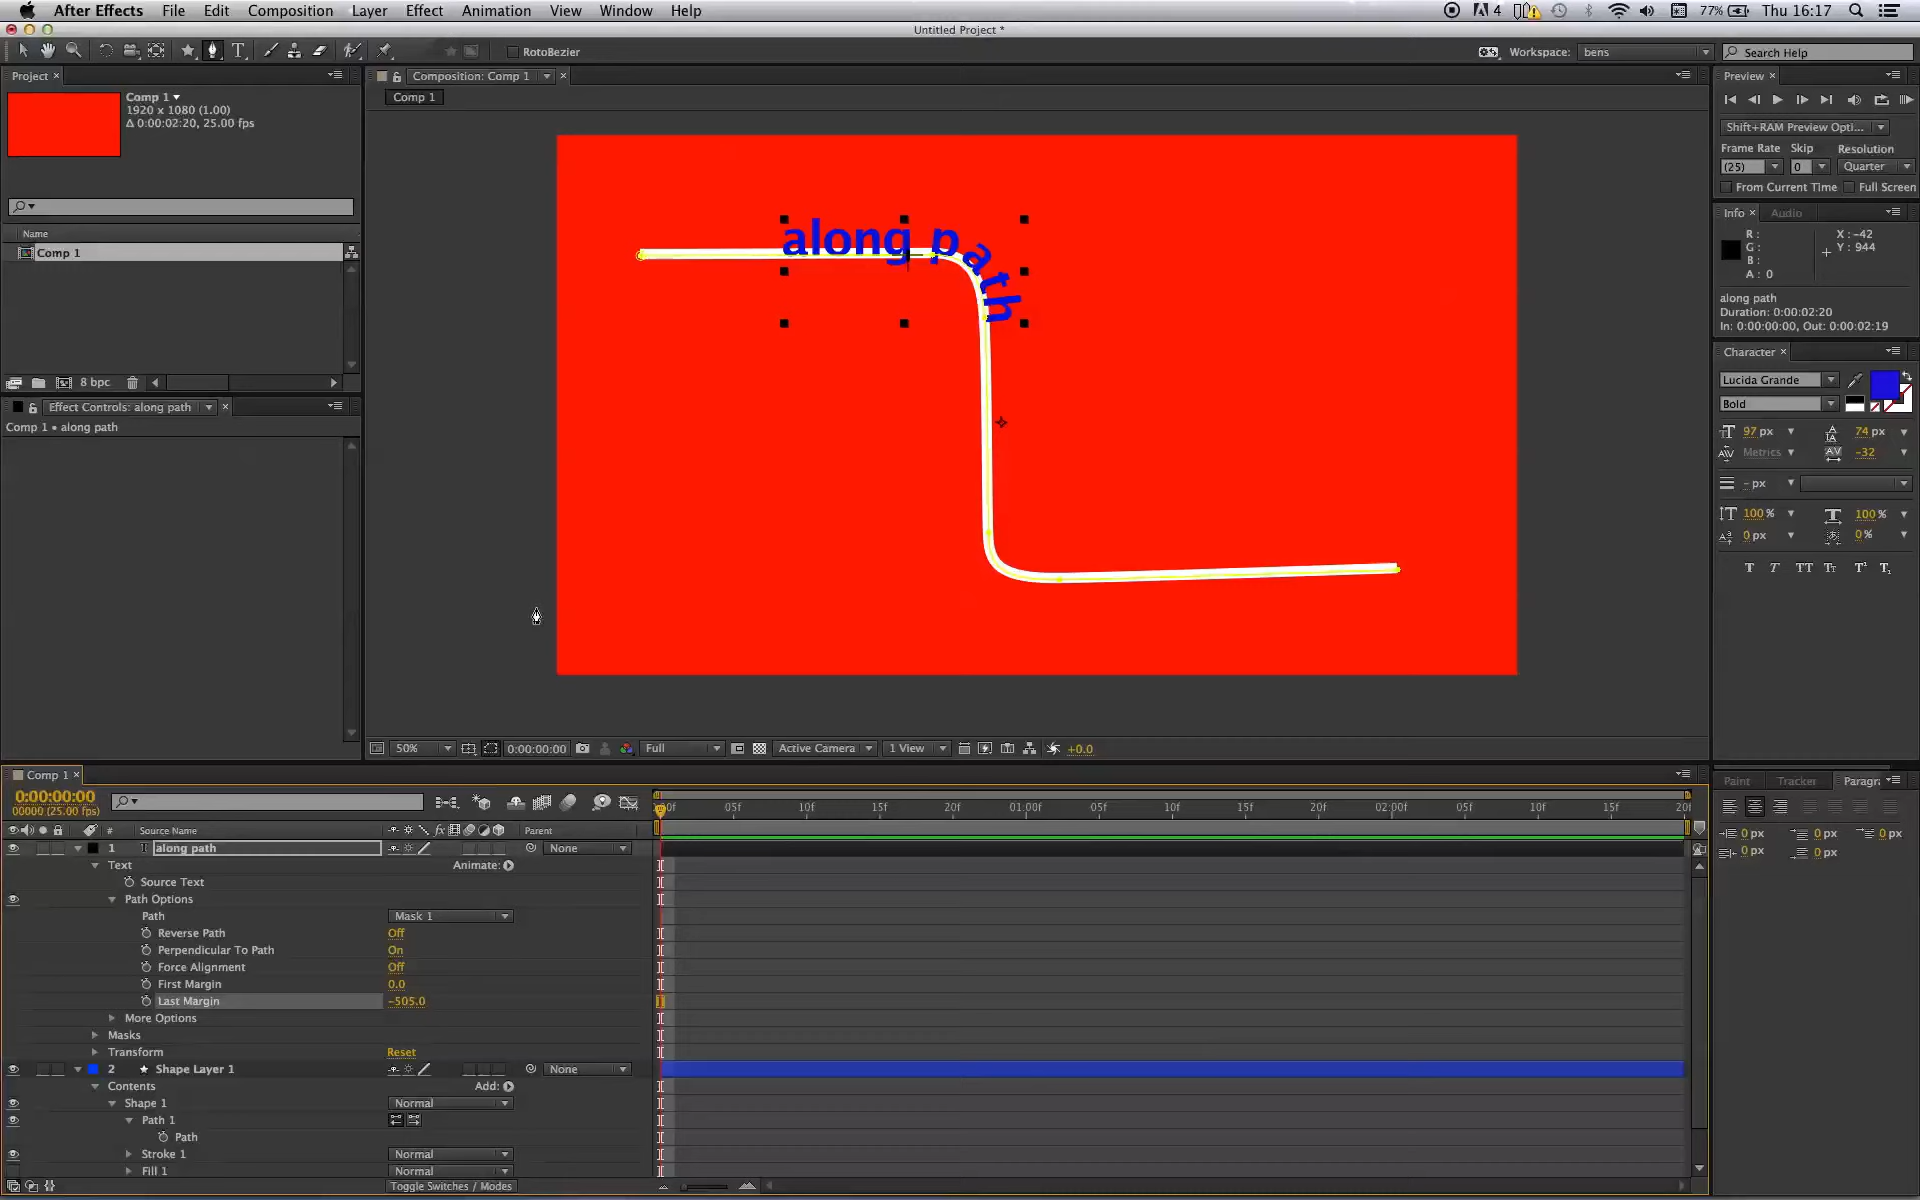 After Effects File Edit Composition Layer Effect Animation View Window Help 4 77% Thu 16:17
Untitled Project *
RotoBezier Workspace: bens Search Help
Project
Comp 1
1920 x 1080 (1.00)
Δ 0:00:02:20, 25.00 fps
Name
Comp 1
8 bpc
Effect Controls: along path
Comp 1 • along path
Composition: Comp 1
Comp 1
along path
50% 0:00:00:00 Full Active Camera 1 View +0.0
Preview
Shift+RAM Preview Opti...
Frame Rate Skip Resolution
(25) 0 Quarter
From Current Time Full Screen
Info Audio
R : X : -42
G : Y : 944
B :
A : 0
along path
Duration: 0:00:02:20
In: 0:00:00:00, Out: 0:00:02:19
Character
Lucida Grande
Bold
97 px 74 px
Metrics -32
- px
100 % 100 %
0 px 0 %
T T TT Tт T¹ T₁
Paint Tracker Paragr
0 px 0 px 0 px
0 px 0 px
Comp 1
0:00:00:00
00000 (25.00 fps)
:00f 05f 10f 15f 20f 01:00f 05f 10f 15f 20f 02:00f 05f 10f 15f 20f
# Source Name fx Parent
1 T along path None
Text Animate:
Source Text
Path Options
Path Mask 1
Reverse Path Off
Perpendicular To Path On
Force Alignment Off
First Margin 0.0
Last Margin -505.0
More Options
Masks
Transform Reset
2 Shape Layer 1 None
Contents Add:
Shape 1 Normal
Path 1
Path
Stroke 1 Normal
Fill 1 Normal
Toggle Switches / Modes